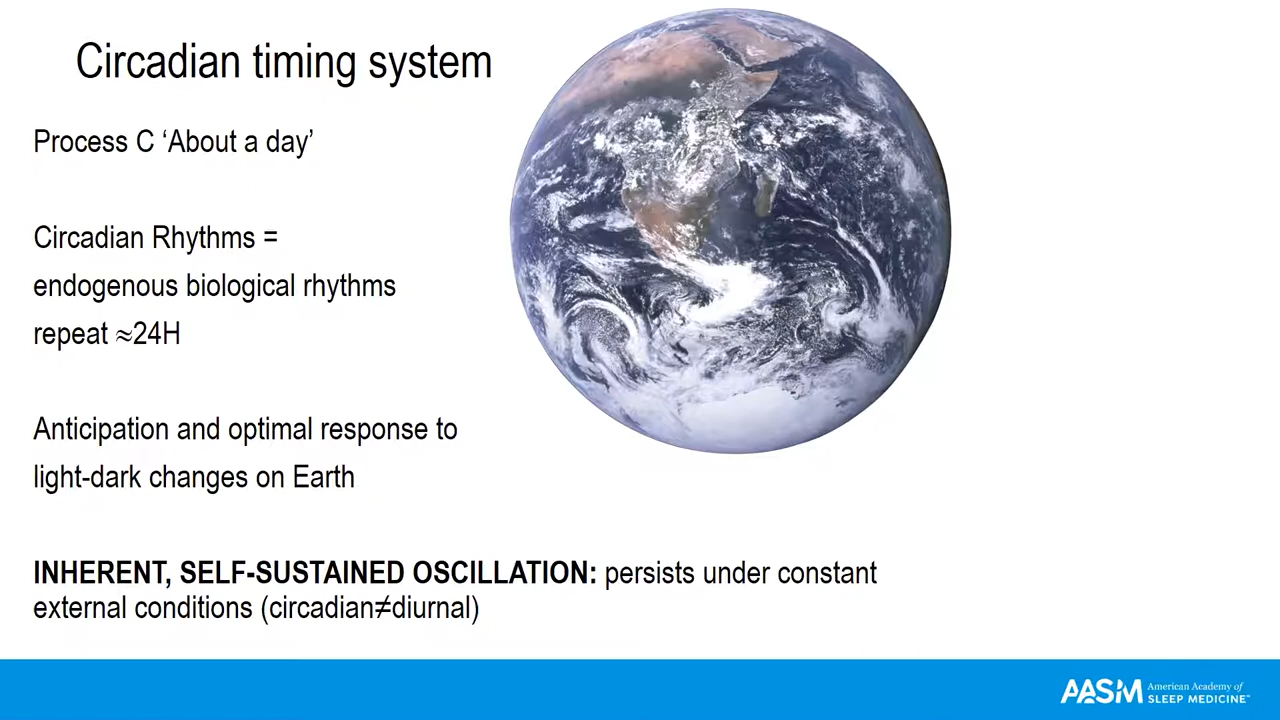 Circadian timing system
Process C ‘About a day’
Circadian Rhythms =
endogenous biological rhythms
repeat ≈24H
Anticipation and optimal response to
light-dark changes on Earth
INHERENT, SELF-SUSTAINED OSCILLATION: persists under constant
external conditions (circadian≠diurnal)
AASM American Academy of
SLEEP MEDICINE™